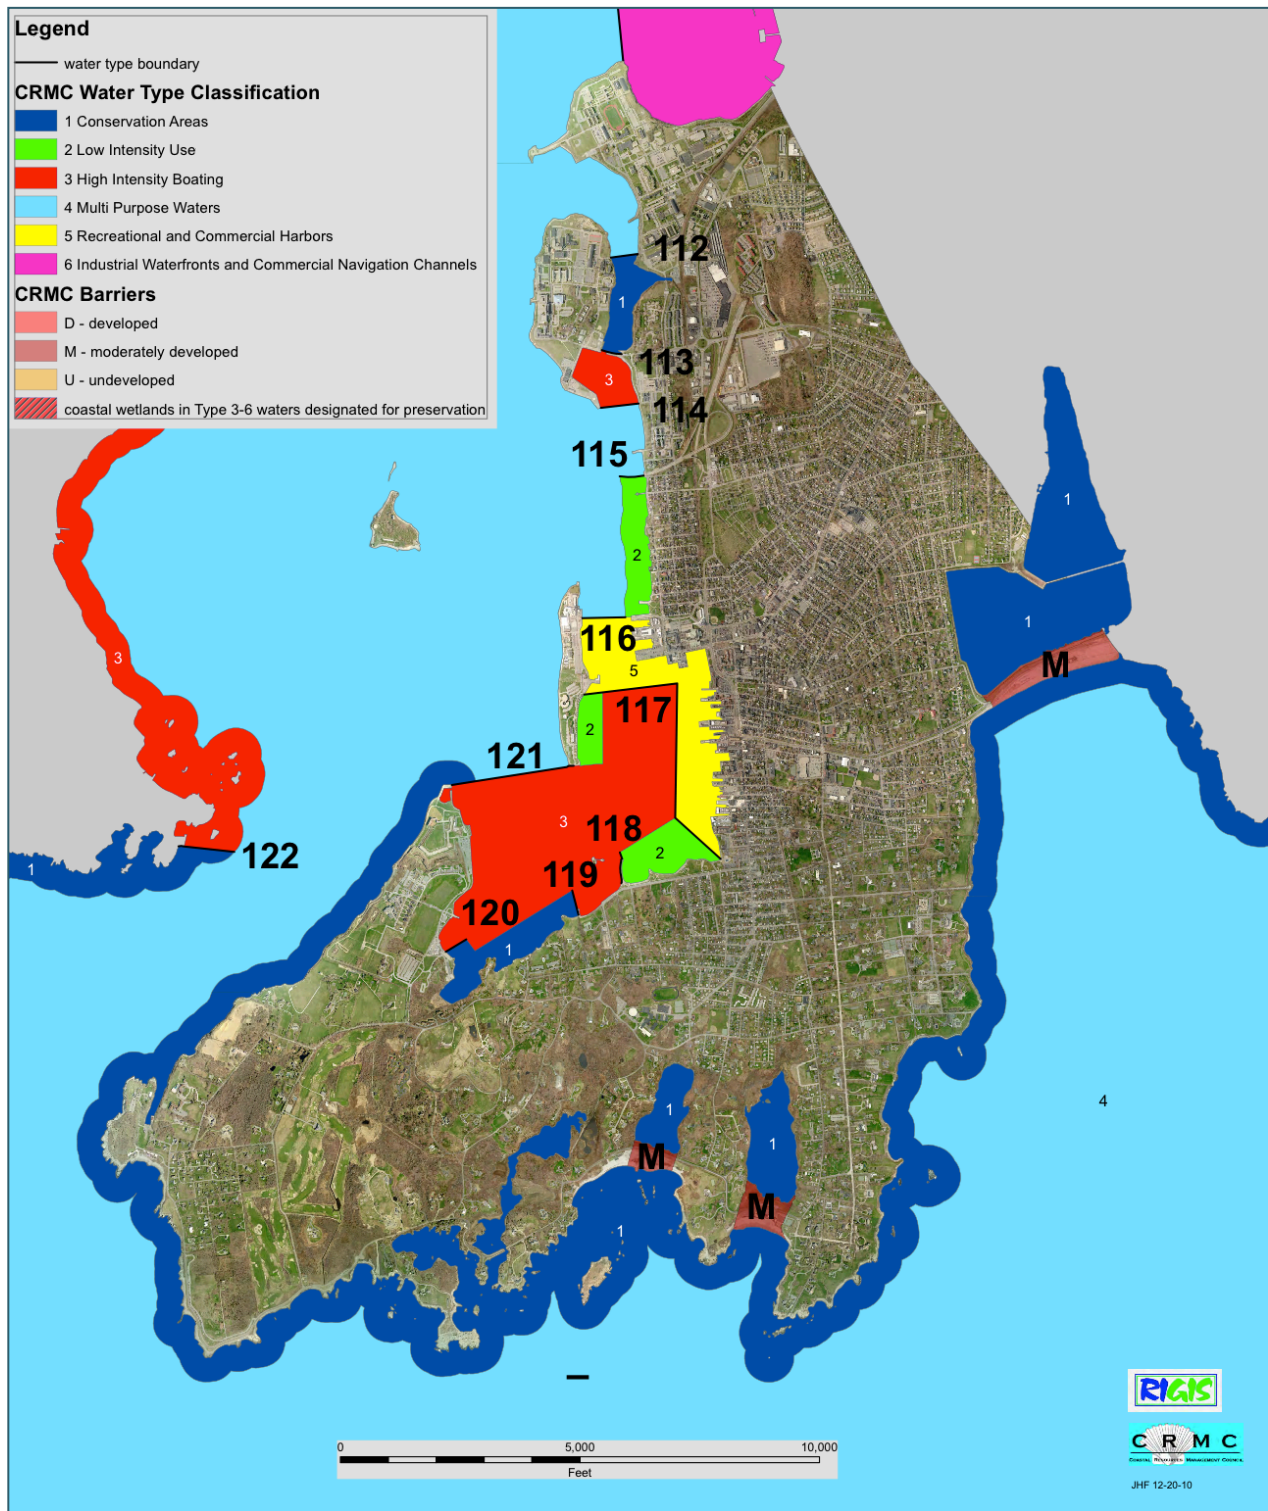 Legend
water type boundary
CRMC Water Type Classification
1 Conservation Areas
2 Low Intensity Use
3 High Intensity Boating
4 Multi Purpose Waters
5 Recreational and Commercial Harbors
6 Industrial Waterfronts and Commercial Navigation Channels
CRMC Barriers
D - developed
M - moderately developed
U - undeveloped
coastal wetlands in Type 3-6 waters designated for preservation
112
1
113
3
114
115
1
2
116
1
M
3
5
117
2
121
3
118
2
122
1
119
120
1
4
1
1
M
M
1
0 5,000 10,000
Feet
RIGIS
CRMC
COASTAL RESOURCES MANAGEMENT COUNCIL
JHF 12-20-10